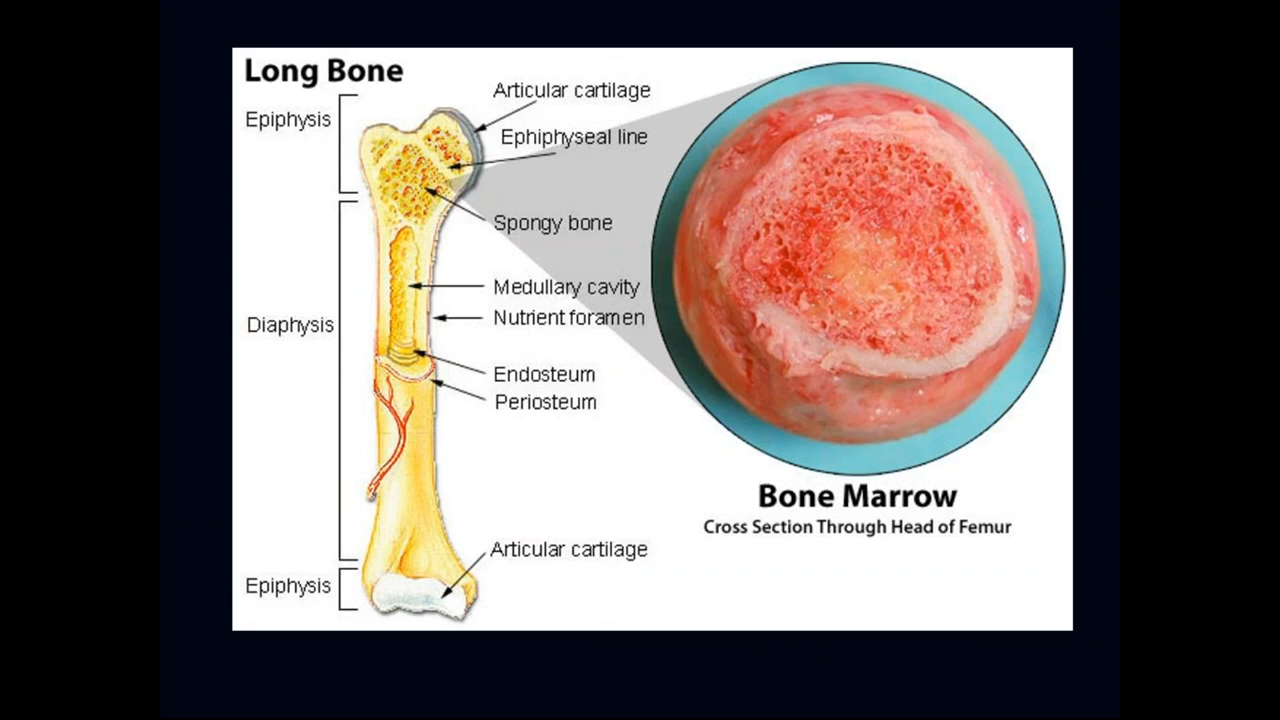 Long Bone
Epiphysis
Articular cartilage
Ephiphyseal line
Spongy bone
Medullary cavity
Nutrient foramen
Diaphysis
Endosteum
Periosteum
Articular cartilage
Epiphysis
Bone Marrow
Cross Section Through Head of Femur